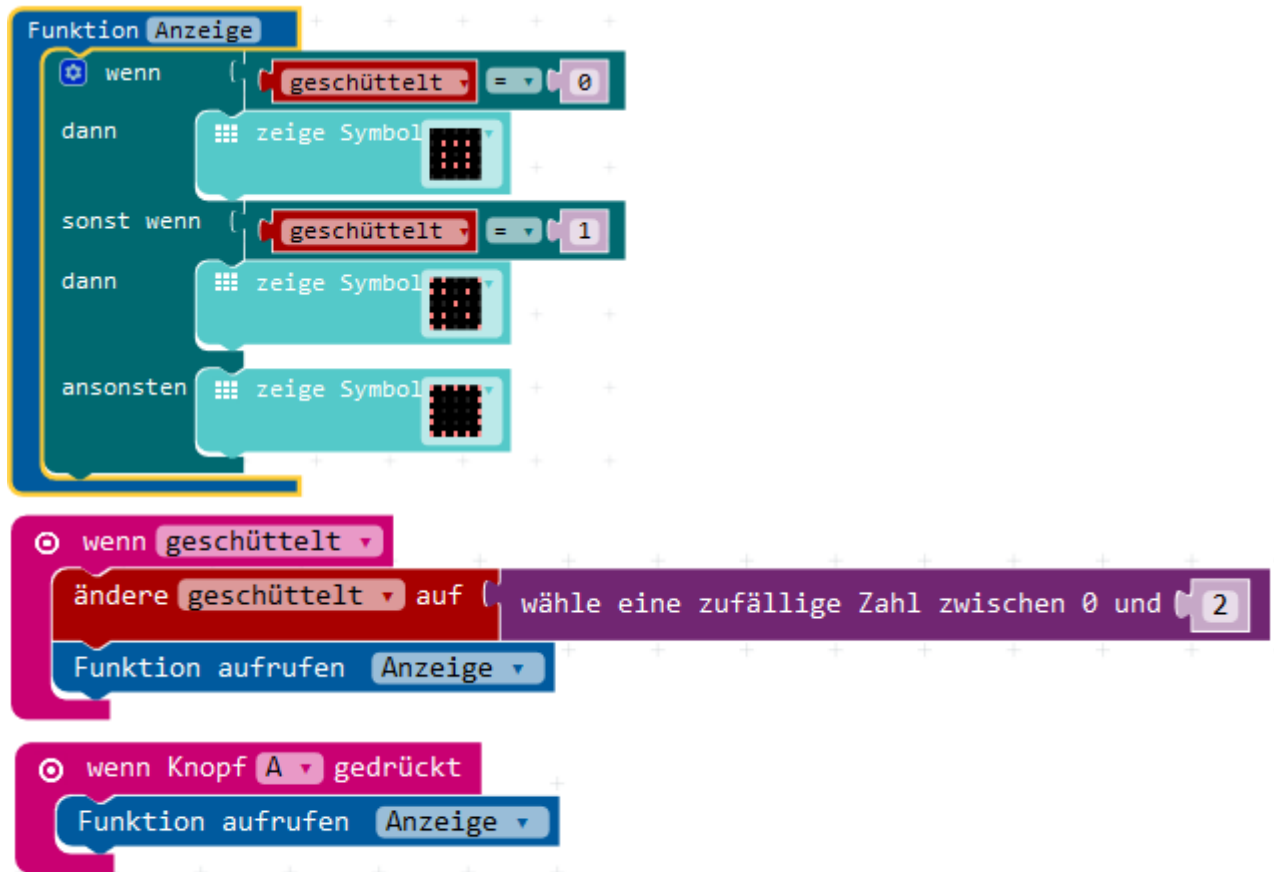 Funktion Anzeige
wenn geschüttelt = 0
dann zeige Symbol
sonst wenn geschüttelt = 1
dann zeige Symbol
ansonsten zeige Symbol
wenn geschüttelt
ändere geschüttelt auf wähle eine zufällige Zahl zwischen 0 und 2
Funktion aufrufen Anzeige
wenn Knopf A gedrückt
Funktion aufrufen Anzeige